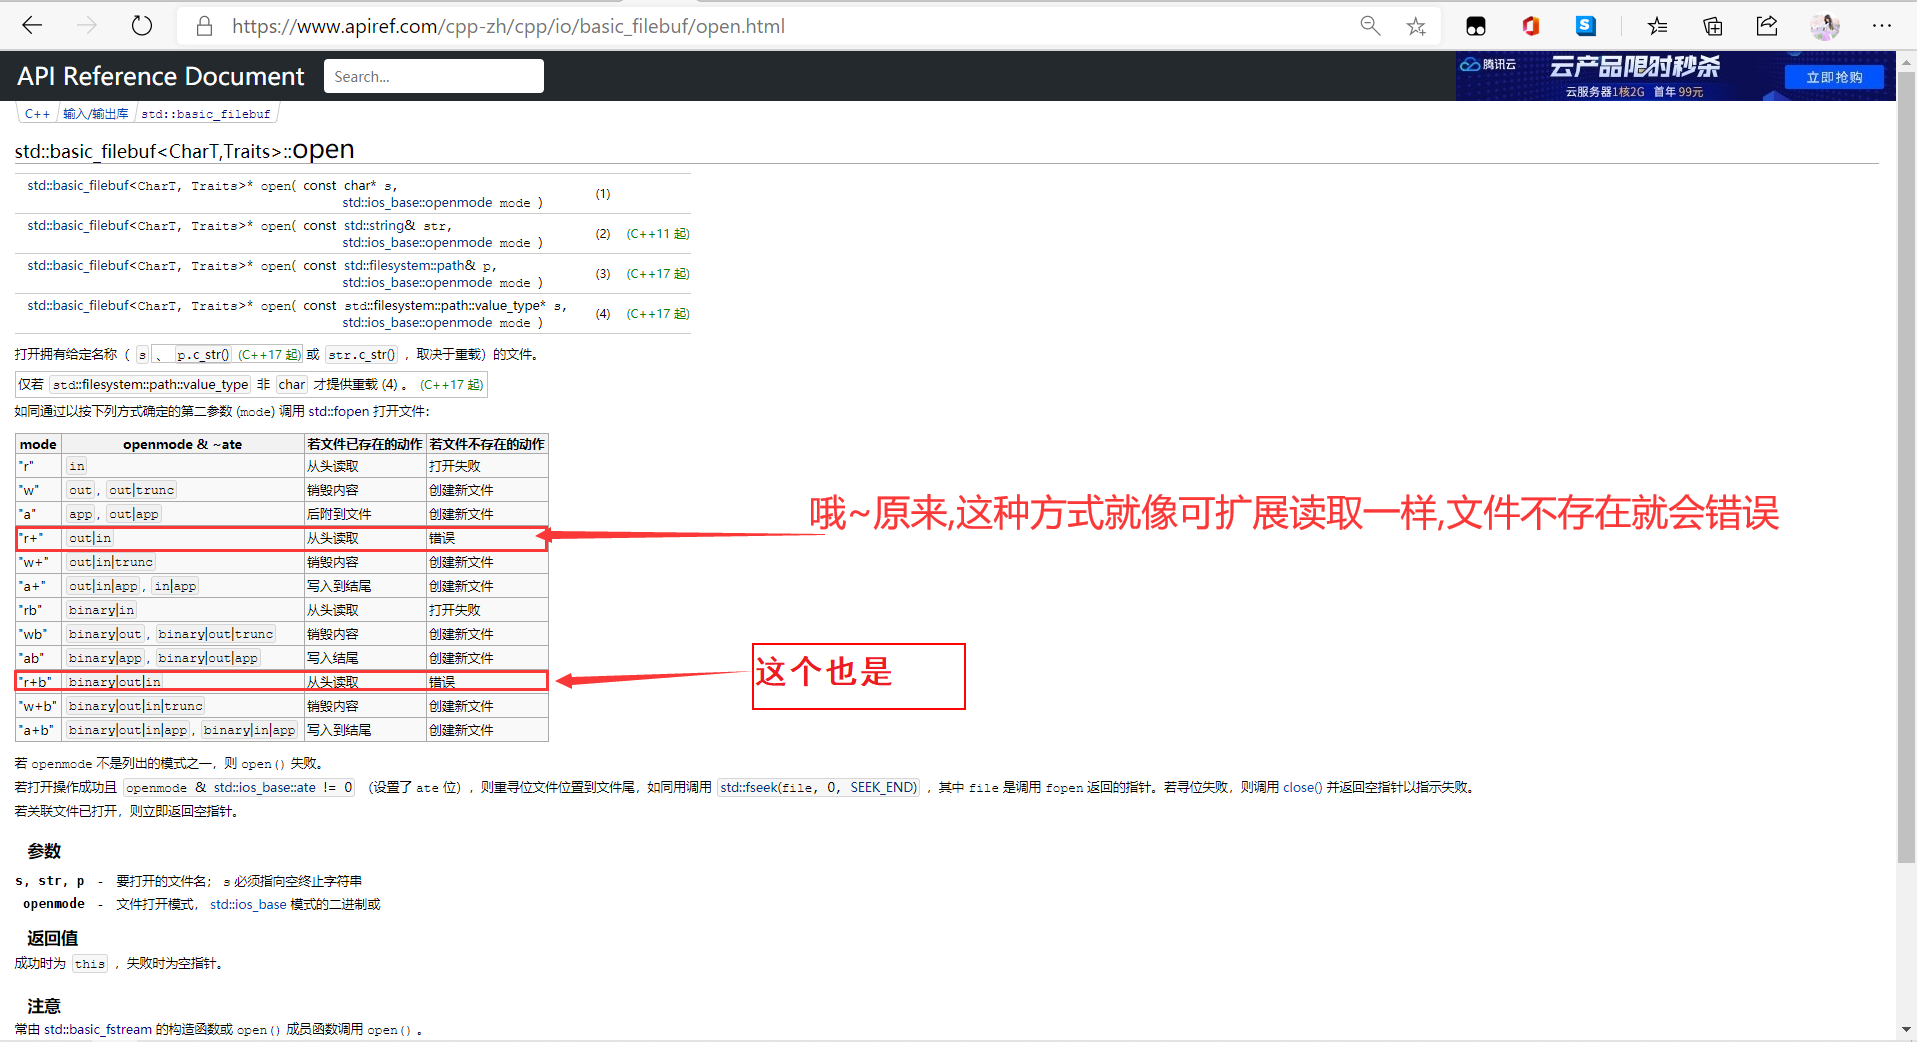 https://www.apiref.com/cpp-zh/cpp/io/basic_filebuf/open.html
API Reference Document
Search...
腾讯云
云产品限时秒杀
云服务器1核2G 首年 99元
立即抢购
C++ 输入/输出库 std::basic_filebuf
std::basic_filebuf<CharT,Traits>::open
std::basic_filebuf<CharT, Traits>* open( const char* s,
std::ios_base::openmode mode ) (1)
std::basic_filebuf<CharT, Traits>* open( const std::string& str,
std::ios_base::openmode mode ) (2) (C++11 起)
std::basic_filebuf<CharT, Traits>* open( const std::filesystem::path& p,
std::ios_base::openmode mode ) (3) (C++17 起)
std::basic_filebuf<CharT, Traits>* open( const std::filesystem::path::value_type* s,
std::ios_base::openmode mode ) (4) (C++17 起)
打开拥有给定名称（ s 、 p.c_str() (C++17 起) 或 str.c_str() ，取决于重载）的文件。
仅若 std::filesystem::path::value_type 非 char 才提供重载 (4) 。 (C++17 起)
如同通过以按下列方式确定的第二参数 (mode) 调用 std::fopen 打开文件：
mode openmode & ~ate 若文件已存在的动作 若文件不存在的动作
"r" in 从头读取 打开失败
"w" out, out|trunc 销毁内容 创建新文件
"a" app, out|app 后附到文件 创建新文件
"r+" out|in 从头读取 错误
"w+" out|in|trunc 销毁内容 创建新文件
"a+" out|in|app, in|app 写入到结尾 创建新文件
"rb" binary|in 从头读取 打开失败
"wb" binary|out, binary|out|trunc 销毁内容 创建新文件
"ab" binary|app, binary|out|app 写入结尾 创建新文件
"r+b" binary|out|in 从头读取 错误
"w+b" binary|out|in|trunc 销毁内容 创建新文件
"a+b" binary|out|in|app, binary|in|app 写入到结尾 创建新文件
哦~原来,这种方式就像可扩展读取一样,文件不存在就会错误
这个也是
若 openmode 不是列出的模式之一，则 open() 失败。
若打开操作成功且 openmode & std::ios_base::ate != 0 （设置了 ate 位），则重寻位文件位置到文件尾，如同用调用 std::fseek(file, 0, SEEK_END) ，其中 file 是调用 fopen 返回的指针。若寻位失败，则调用 close() 并返回空指针以指示失败。
若关联文件已打开，则立即返回空指针。
参数
s, str, p - 要打开的文件名； s 必须指向空终止字符串
openmode - 文件打开模式， std::ios_base 模式的二进制或
返回值
成功时为 this ，失败时为空指针。
注意
常由 std::basic_fstream 的构造函数或 open() 成员函数调用 open() 。